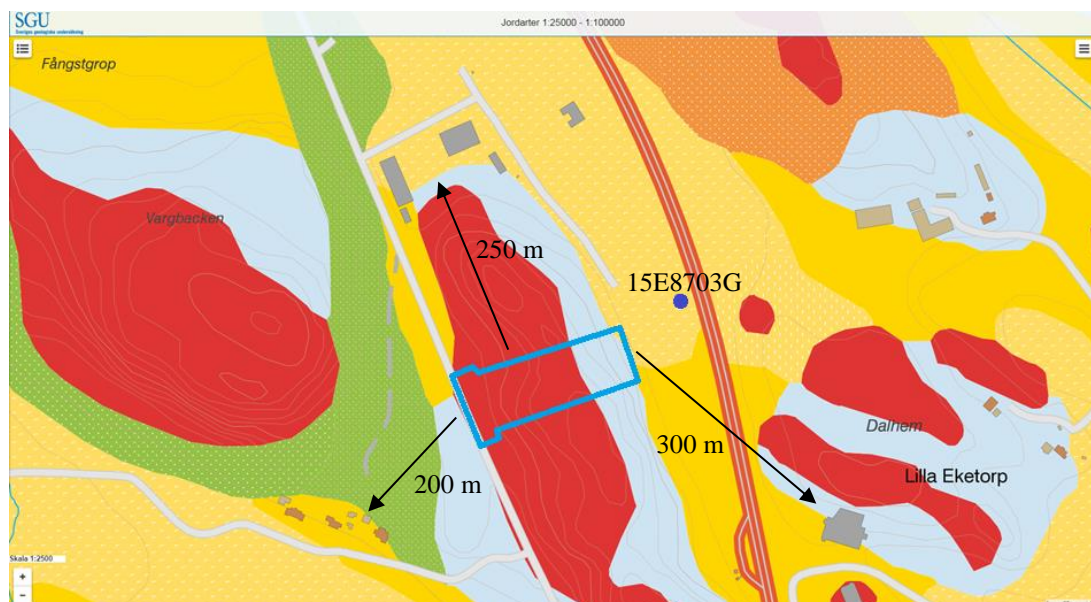 SGU
Sveriges geologiska undersökning
Jordarter 1:25000 - 1:100000
Fångstgrop
Vargbacken
250 m
15E8703G
Dalhem
300 m
Lilla Eketorp
200 m
Skala 1:2500
+
−